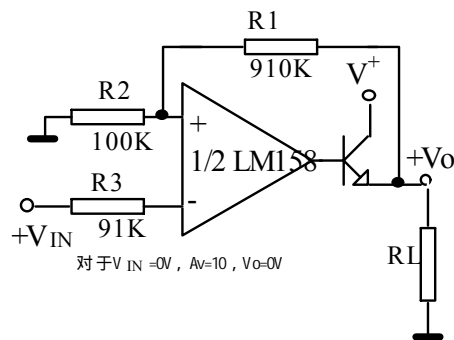 R1
910K
V⁺
R2
100K
+
1/2 LM158
+Vo
R3
-
+VIN
91K
RL
对于V IN =0V , Av=10 , Vo=0V